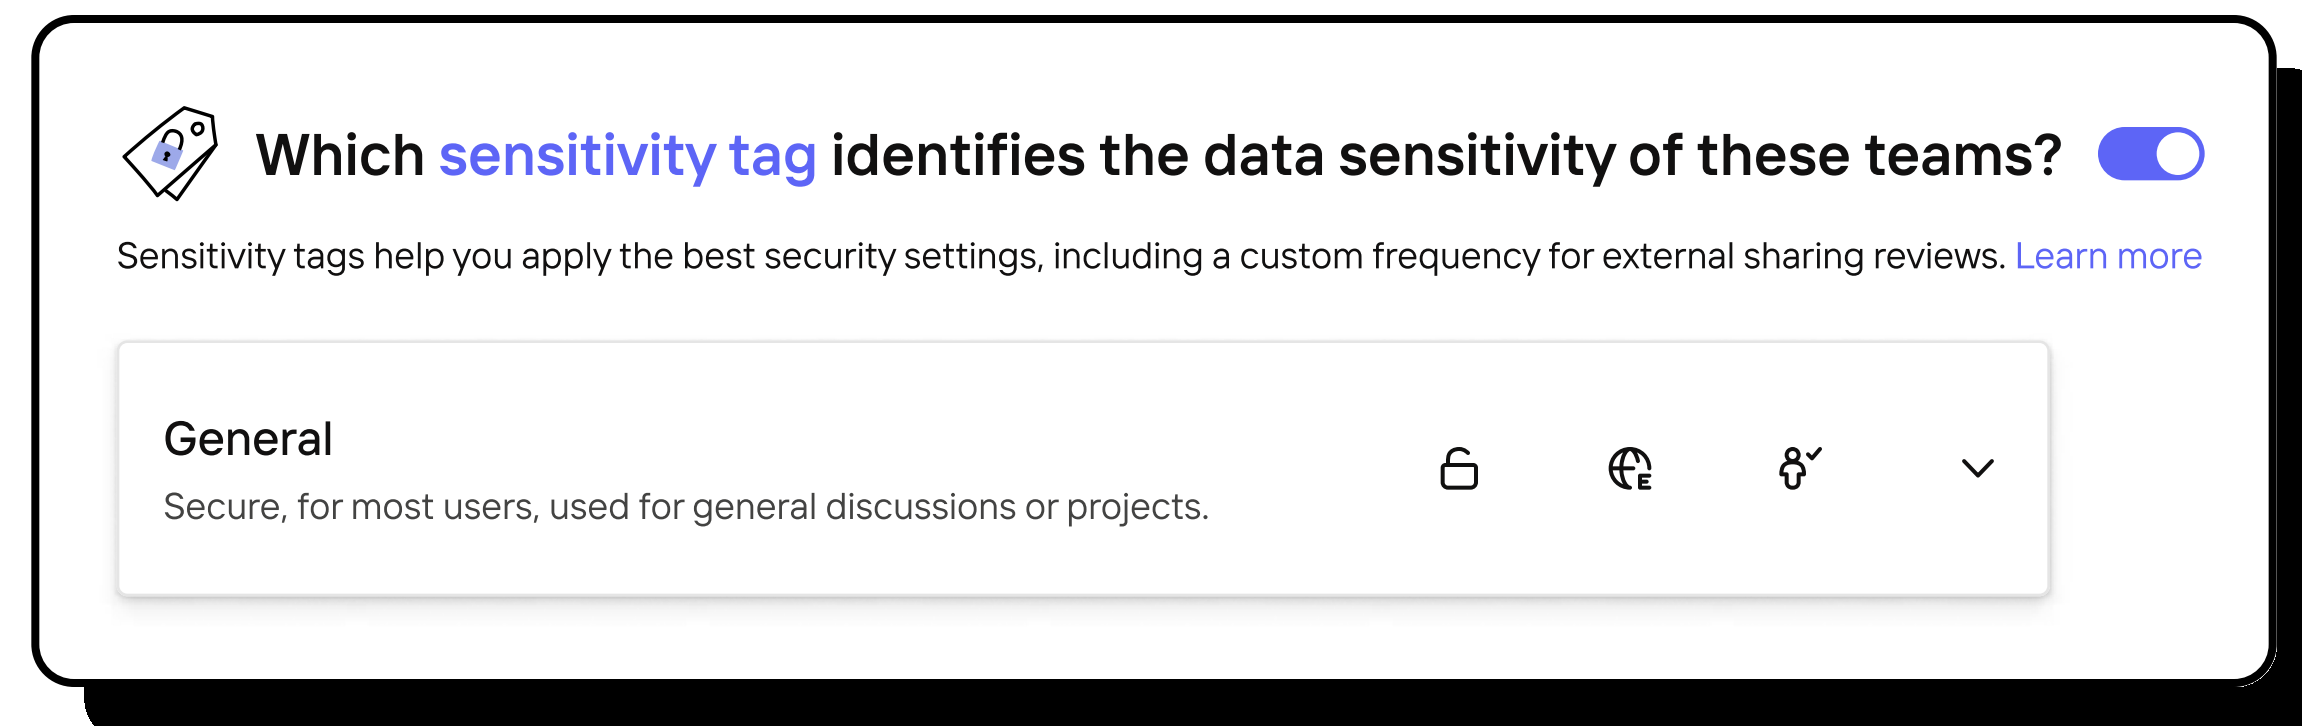 Which sensitivity tag identifies the data sensitivity of these teams?
Sensitivity tags help you apply the best security settings, including a custom frequency for external sharing reviews. Learn more
General
E
Secure, for most users, used for general discussions or projects.